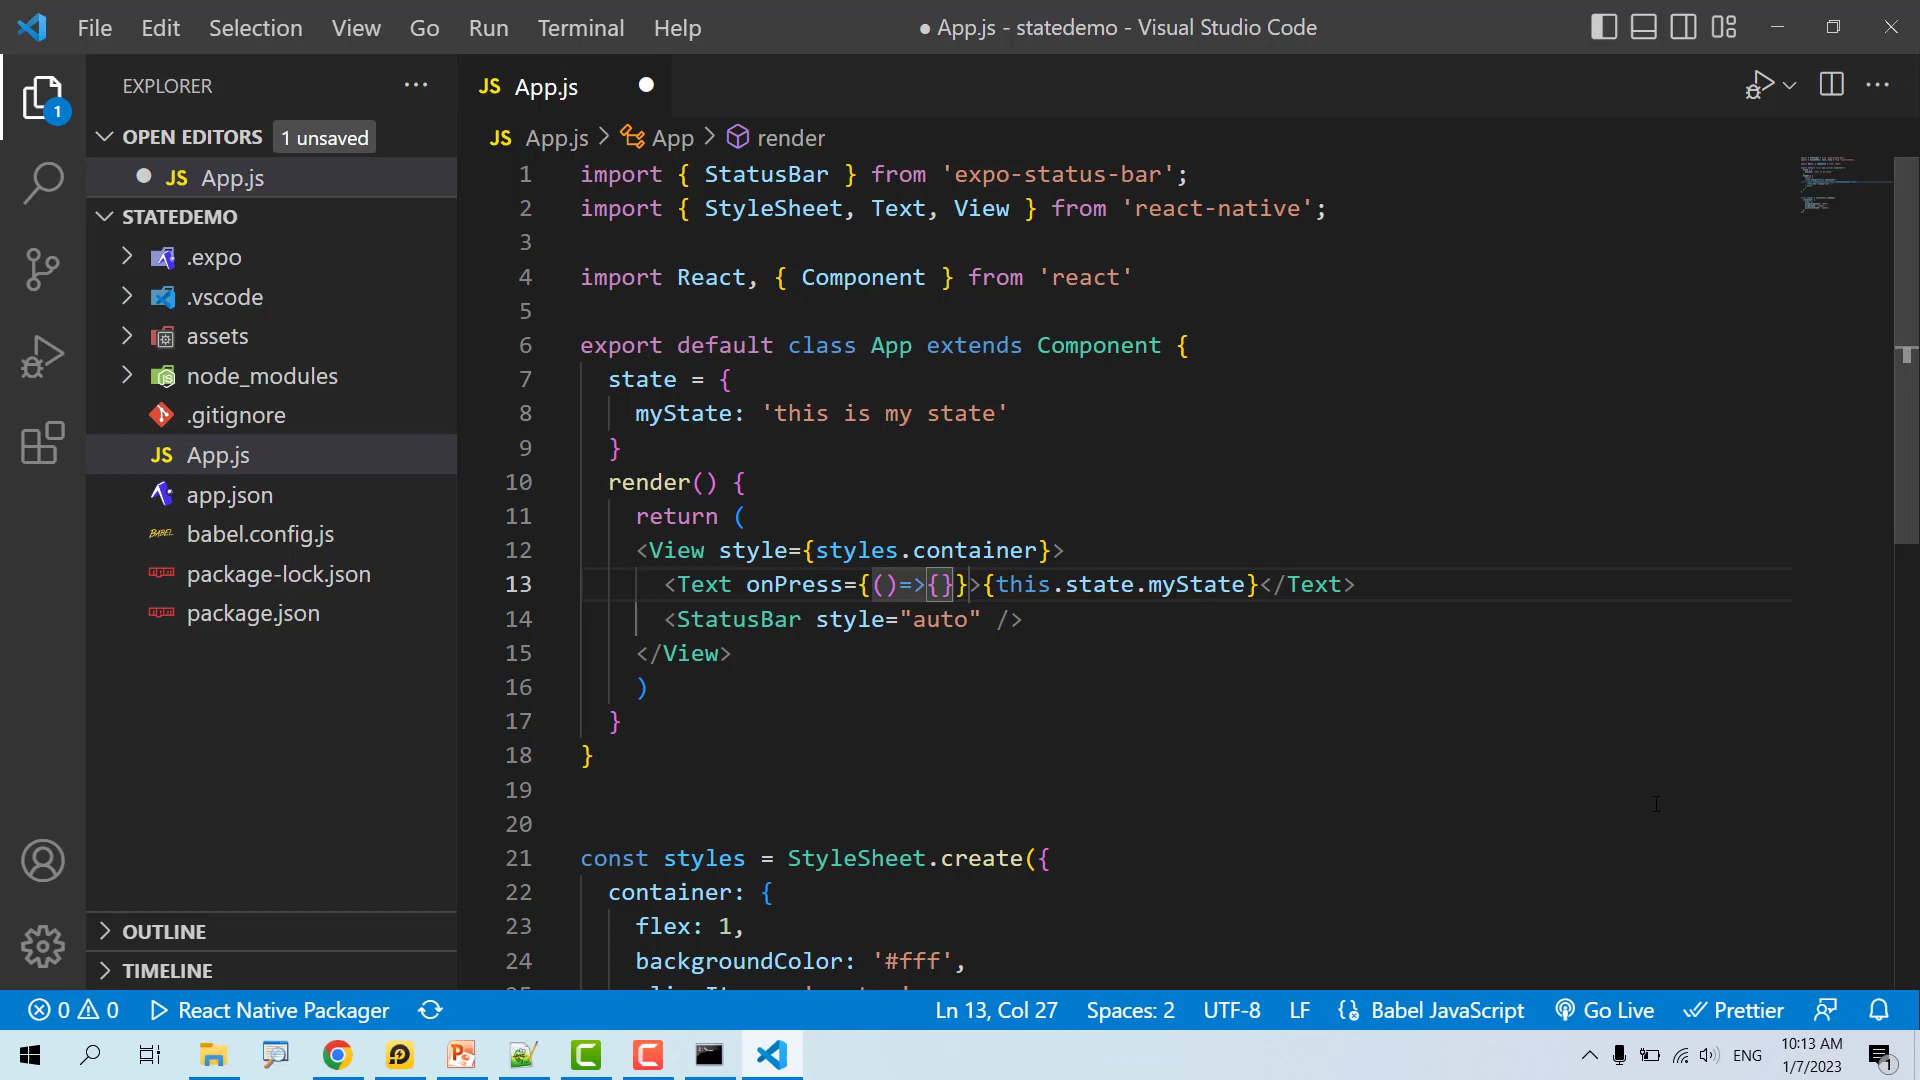 File Edit Selection View Go Run Terminal Help
● App.js - statedemo - Visual Studio Code
EXPLORER
OPEN EDITORS 1 unsaved
JS App.js
STATEDEMO
.expo
.vscode
assets
node_modules
.gitignore
JS App.js
app.json
BABEL babel.config.js
package-lock.json
package.json
OUTLINE
TIMELINE
1
JS App.js
JS App.js > App > render
1 import { StatusBar } from 'expo-status-bar';
2 import { StyleSheet, Text, View } from 'react-native';
3
4 import React, { Component } from 'react'
5
6 export default class App extends Component {
7 state = {
8 myState: 'this is my state'
9 }
10 render() {
11 return (
12 <View style={styles.container}>
13 <Text onPress={()=>{}}>{this.state.myState}</Text>
14 <StatusBar style="auto" />
15 </View>
16 )
17 }
18 }
19
20
21 const styles = StyleSheet.create({
22 container: {
23 flex: 1,
24 backgroundColor: '#fff',
0 0 React Native Packager Ln 13, Col 27 Spaces: 2 UTF-8 LF Babel JavaScript Go Live Prettier
ENG
10:13 AM
1/7/2023
1